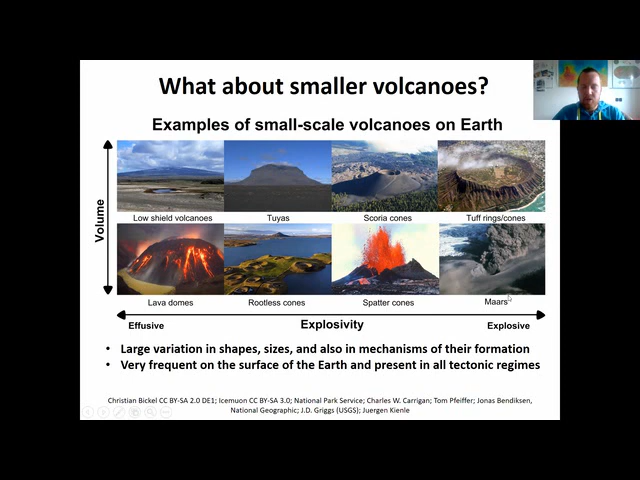 What about smaller volcanoes?
Examples of small-scale volcanoes on Earth
Volume
Low shield volcanoes
Tuyas
Scoria cones
Tuff rings/cones
Lava domes
Rootless cones
Spatter cones
Maars
Effusive
Explosivity
Explosive
• Large variation in shapes, sizes, and also in mechanisms of their formation
• Very frequent on the surface of the Earth and present in all tectonic regimes
Christian Bickel CC BY-SA 2.0 DE1; Icemuon CC BY-SA 3.0; National Park Service; Charles W. Carrigan; Tom Pfeiffer; Jonas Bendiksen,
National Geographic; J.D. Griggs (USGS); Juergen Kienle